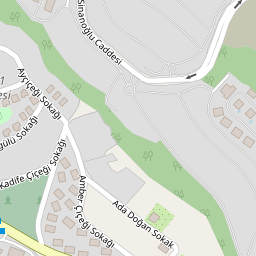 Sinanoğlu Caddesi
Ayçiçeği Sokağı
Kadife Çiçeği Sokağı
Amber Çiçeği Sokağı
Ada Doğan Sokak